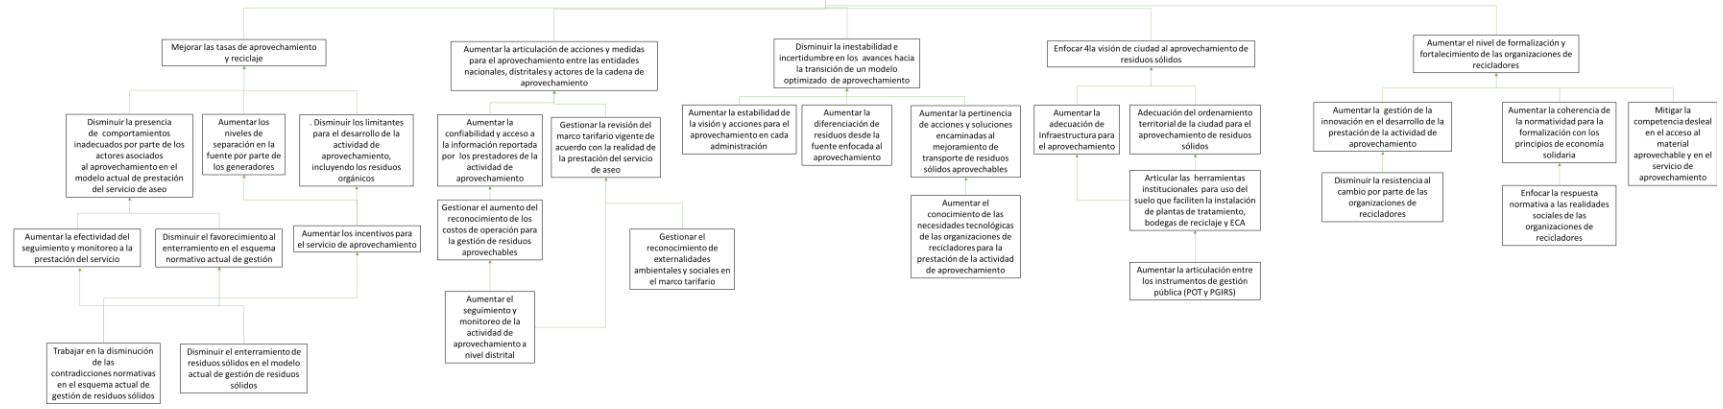 Mejorar las tasas de aprovechamiento
y reciclaje
Aumentar la articulación de acciones y medidas
para el aprovechamiento entre las entidades
nacionales, distritales y actores de la cadena de
aprovechamiento
Disminuir la inestabilidad e
incertidumbre en los avances hacia
la transición de un modelo
optimizado de aprovechamiento
Enfocar 4la visión de ciudad al aprovechamiento de
residuos sólidos
Aumentar el nivel de formalización y
fortalecimiento de las organizaciones de
recicladores
Disminuir la presencia
de comportamientos
inadecuados por parte de los
actores asociados
al aprovechamiento en el
modelo actual de prestación
del servicio de aseo
Aumentar los
niveles de
separación en la
fuente por parte de
los generadores
. Disminuir los limitantes
para el desarrollo de la
actividad de
aprovechamiento,
incluyendo los residuos
orgánicos
Aumentar la
confiabilidad y acceso a
la información reportada
por los prestadores de la
actividad de
aprovechamiento
Gestionar la revisión del
marco tarifario vigente de
acuerdo con la realidad de
la prestación del servicio
de aseo
Aumentar la estabilidad de
la visión y acciones para el
aprovechamiento en cada
administración
Aumentar la
diferenciación de
residuos desde la
fuente enfocada al
aprovechamiento
Aumentar la pertinencia
de acciones y soluciones
encaminadas al
mejoramiento de
transporte de residuos
sólidos aprovechables
Aumentar la
adecuación de
Infraestructura para
el aprovechamiento
Adecuación del ordenamiento
territorial de la ciudad para el
aprovechamiento de residuos
sólidos
Aumentar la gestión de la
innovación en el desarrollo de la
prestación de la actividad de
aprovechamiento
Aumentar la coherencia de
la normatividad para la
formalización con los
principios de economía
solidaria
Mitigar la
competencia desleal
en el acceso al
material
aprovechable y en el
servicio de
aprovechamiento
Aumentar la efectividad del
seguimiento y monitoreo a la
prestación del servicio
Disminuir el favorecimiento al
enterramiento en el esquema
normativo actual de gestión
Aumentar los incentivos para
el servicio de aprovechamiento
Gestionar el aumento del
reconocimiento de los
costos de operación para
la gestión de residuos
aprovechables
Gestionar el
reconocimiento de
externalidades
ambientales y sociales en
el marco tarifario
Aumentar el
conocimiento de las
necesidades tecnológicas
de las organizaciones de
recicladores para la
prestación de la actividad
de aprovechamiento
Articular las herramientas
institucionales para uso del
suelo que faciliten la instalación
de plantas de tratamiento,
bodegas de reciclaje y ECA
Disminuir la resistencia al
cambio por parte de las
organizaciones de
recicladores
Enfocar la respuesta
normativa a las realidades
sociales de las
organizaciones de
recicladores
Aumentar el
seguimiento y
monitoreo de la
actividad de
aprovechamiento a
nivel distrital
Aumentar la articulación entre
los instrumentos de gestión
pública (POT y PGIRS)
Trabajar en la disminución
de las
contradicciones normativas
en el esquema actual de
gestión de residuos sólidos
Disminuir el enterramiento de
residuos sólidos en el modelo
actual de gestión de residuos
sólidos